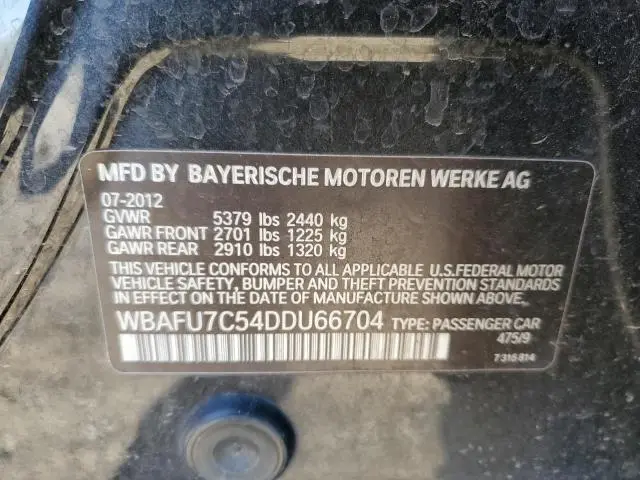 MFD BY BAYERISCHE MOTOREN WERKE AG
07-2012
GVWR 5379 lbs 2440 kg
GAWR FRONT 2701 lbs 1225 kg
GAWR REAR 2910 lbs 1320 kg
THIS VEHICLE CONFORMS TO ALL APPLICABLE U.S.FEDERAL MOTOR
VEHICLE SAFETY, BUMPER AND THEFT PREVENTION STANDARDS
IN EFFECT ON THE DATE OF MANUFACTURE SHOWN ABOVE.
WBAFU7C54DDU66704 TYPE: PASSENGER CAR
475/9
7 316 814